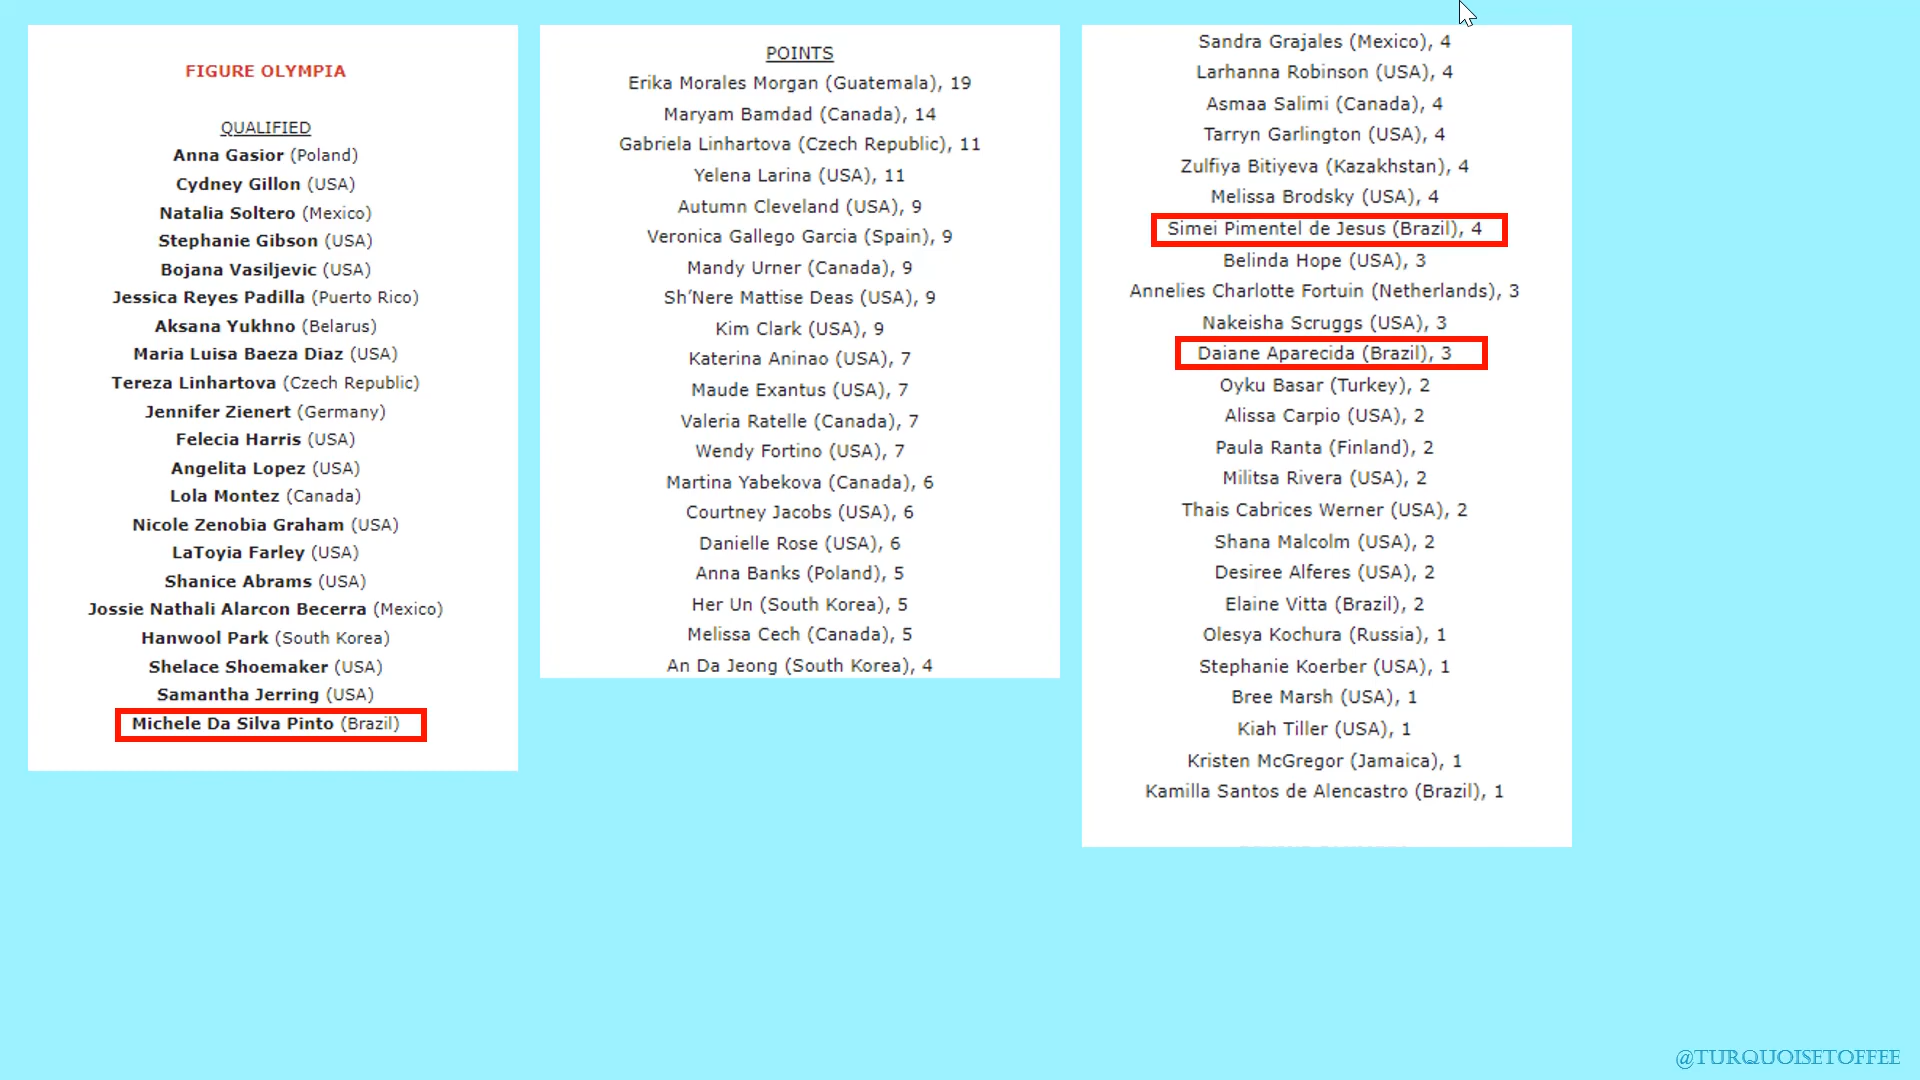 FIGURE OLYMPIA
QUALIFIED
Anna Gasior (Poland)
Cydney Gillon (USA)
Natalia Soltero (Mexico)
Stephanie Gibson (USA)
Bojana Vasiljevic (USA)
Jessica Reyes Padilla (Puerto Rico)
Aksana Yukhno (Belarus)
Maria Luisa Baeza Diaz (USA)
Tereza Linhartova (Czech Republic)
Jennifer Zienert (Germany)
Felecia Harris (USA)
Angelita Lopez (USA)
Lola Montez (Canada)
Nicole Zenobia Graham (USA)
LaToyia Farley (USA)
Shanice Abrams (USA)
Jossie Nathali Alarcon Becerra (Mexico)
Hanwool Park (South Korea)
Shelace Shoemaker (USA)
Samantha Jerring (USA)
Michele Da Silva Pinto (Brazil)
POINTS
Erika Morales Morgan (Guatemala), 19
Maryam Bamdad (Canada), 14
Gabriela Linhartova (Czech Republic), 11
Yelena Larina (USA), 11
Autumn Cleveland (USA), 9
Veronica Gallego Garcia (Spain), 9
Mandy Urner (Canada), 9
Sh’Nere Mattise Deas (USA), 9
Kim Clark (USA), 9
Katerina Aninao (USA), 7
Maude Exantus (USA), 7
Valeria Ratelle (Canada), 7
Wendy Fortino (USA), 7
Martina Yabekova (Canada), 6
Courtney Jacobs (USA), 6
Danielle Rose (USA), 6
Anna Banks (Poland), 5
Her Un (South Korea), 5
Melissa Cech (Canada), 5
An Da Jeong (South Korea), 4
Sandra Grajales (Mexico), 4
Larhanna Robinson (USA), 4
Asmaa Salimi (Canada), 4
Tarryn Garlington (USA), 4
Zulfiya Bitiyeva (Kazakhstan), 4
Melissa Brodsky (USA), 4
Simei Pimentel de Jesus (Brazil), 4
Belinda Hope (USA), 3
Annelies Charlotte Fortuin (Netherlands), 3
Nakeisha Scruggs (USA), 3
Daiane Aparecida (Brazil), 3
Oyku Basar (Turkey), 2
Alissa Carpio (USA), 2
Paula Ranta (Finland), 2
Militsa Rivera (USA), 2
Thais Cabrices Werner (USA), 2
Shana Malcolm (USA), 2
Desiree Alferes (USA), 2
Elaine Vitta (Brazil), 2
Olesya Kochura (Russia), 1
Stephanie Koerber (USA), 1
Bree Marsh (USA), 1
Kiah Tiller (USA), 1
Kristen McGregor (Jamaica), 1
Kamilla Santos de Alencastro (Brazil), 1
@TURQUOISETOFFEE